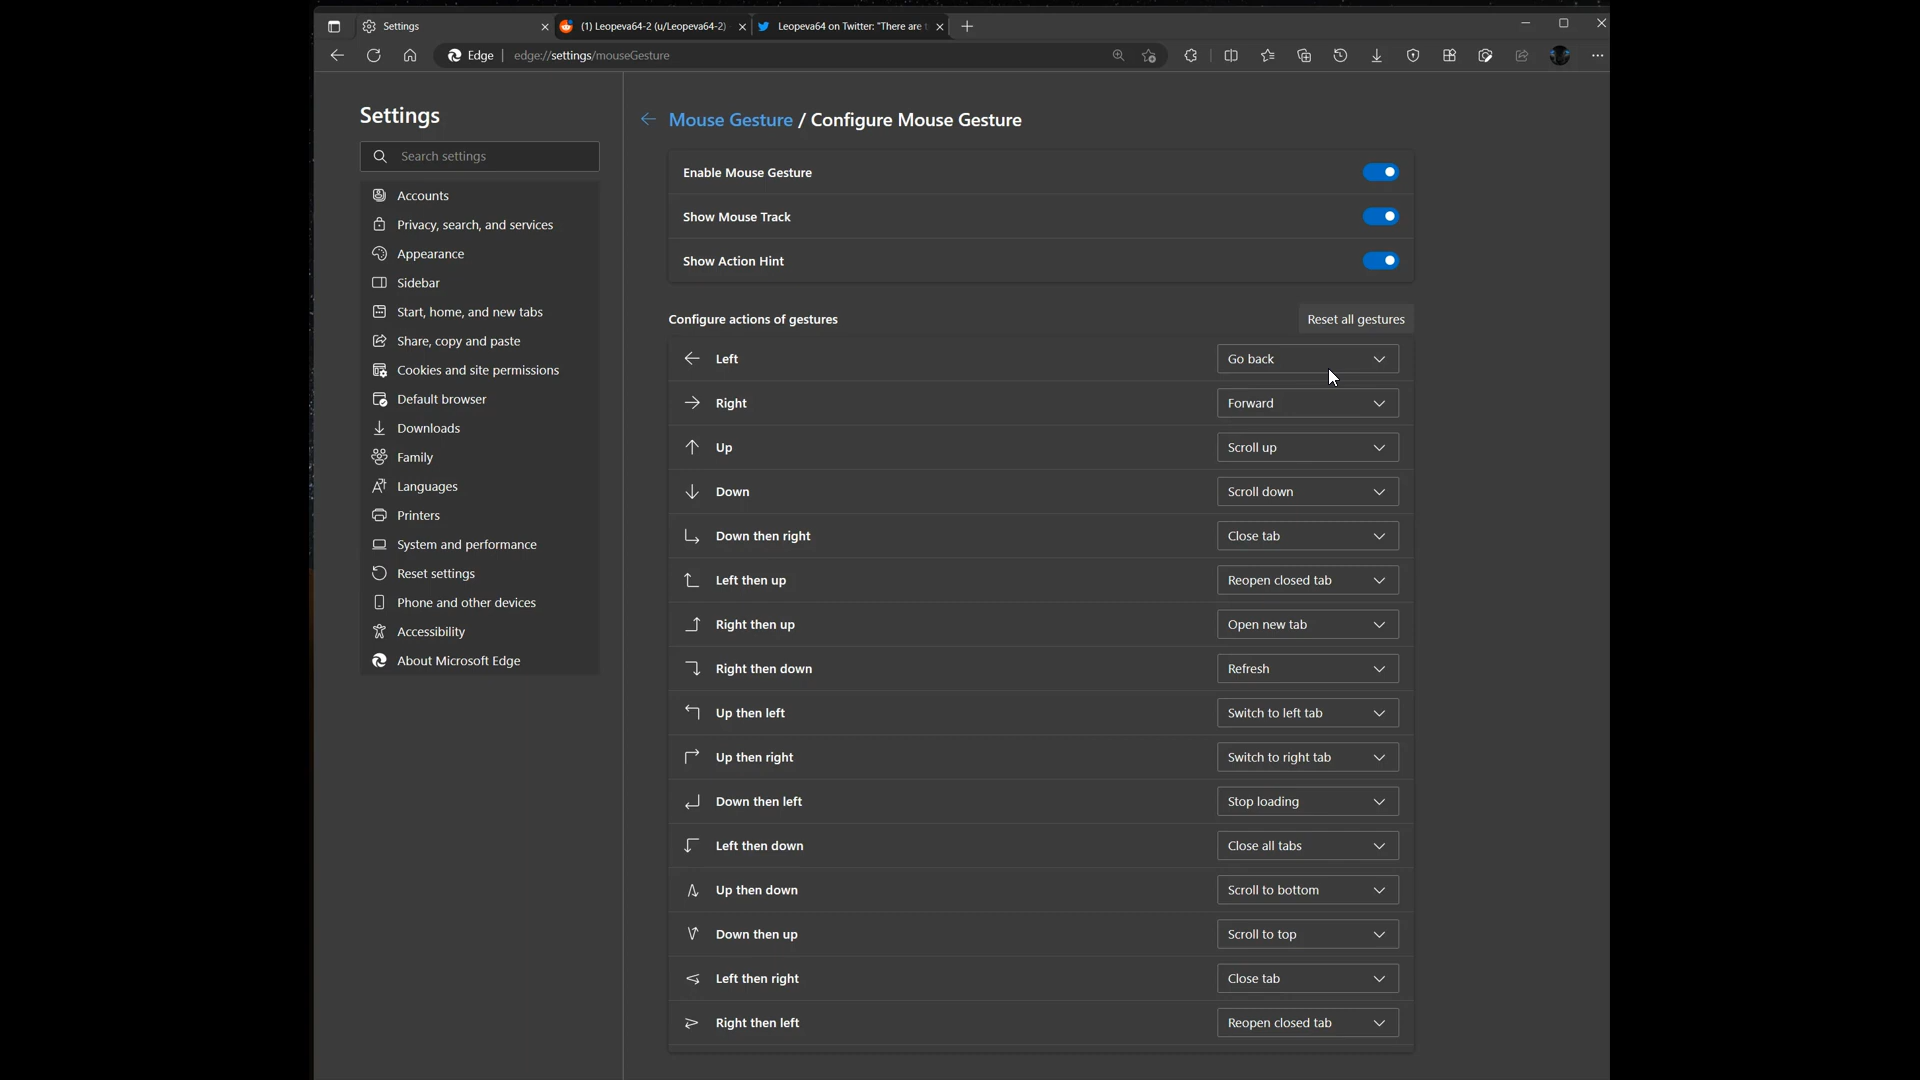 Settings
(1) Leopeva64-2 (u/Leopeva64-2)
Leopeva64 on Twitter: "There are
Edge
edge://settings/mouseGesture
Settings
Search settings
Accounts
Privacy, search, and services
Appearance
Sidebar
Start, home, and new tabs
Share, copy and paste
Cookies and site permissions
Default browser
Downloads
Family
Languages
Printers
System and performance
Reset settings
Phone and other devices
Accessibility
About Microsoft Edge
Mouse Gesture / Configure Mouse Gesture
Enable Mouse Gesture
Show Mouse Track
Show Action Hint
Configure actions of gestures
Reset all gestures
Left
Go back
Right
Forward
Up
Scroll up
Down
Scroll down
Down then right
Close tab
Left then up
Reopen closed tab
Right then up
Open new tab
Right then down
Refresh
Up then left
Switch to left tab
Up then right
Switch to right tab
Down then left
Stop loading
Left then down
Close all tabs
Up then down
Scroll to bottom
Down then up
Scroll to top
Left then right
Close tab
Right then left
Reopen closed tab